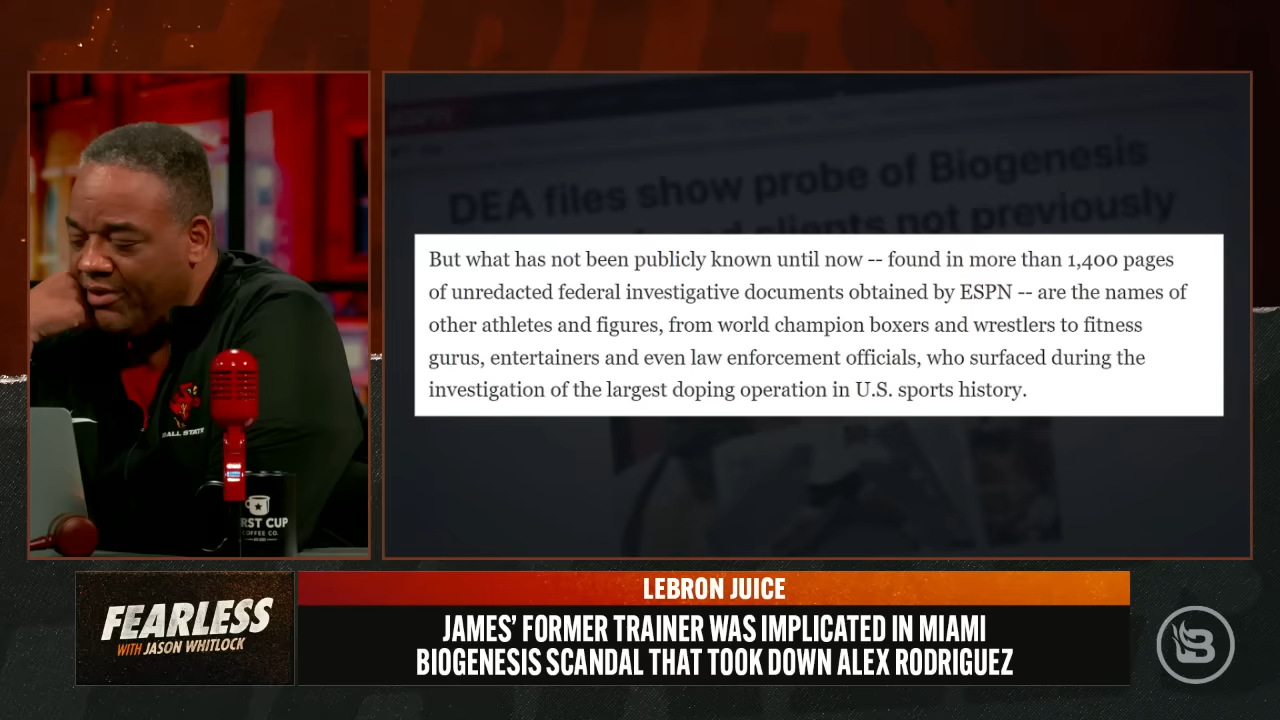 FEARLESS
DEA files show probe of Biogenesis
clients not previously
But what has not been publicly known until now -- found in more than 1,400 pages
of unredacted federal investigative documents obtained by ESPN -- are the names of
other athletes and figures, from world champion boxers and wrestlers to fitness
gurus, entertainers and even law enforcement officials, who surfaced during the
investigation of the largest doping operation in U.S. sports history.
BALL STATE
RST CUP
COFFEE CO.
FEARLESS
WITH JASON WHITLOCK
LEBRON JUICE
JAMES' FORMER TRAINER WAS IMPLICATED IN MIAMI
BIOGENESIS SCANDAL THAT TOOK DOWN ALEX RODRIGUEZ
B